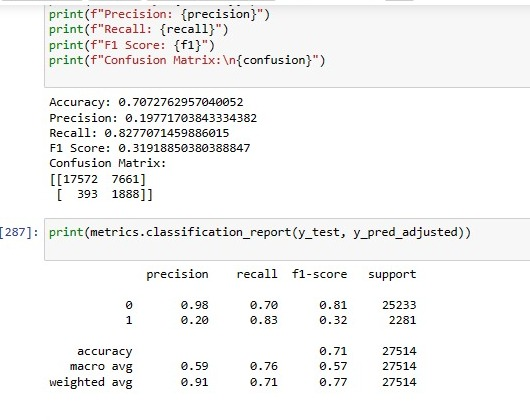 print(f"Precision: {precision}")
print(f"Recall: {recall}")
print(f"F1 Score: {f1}")
print(f"Confusion Matrix:\n{confusion}")
Accuracy: 0.7072762957040052
Precision: 0.19771703843334382
Recall: 0.8277071459886015
F1 Score: 0.31918850380388847
Confusion Matrix:
[[17572 7661]
[ 393 1888]]
[287]: print(metrics.classification_report(y_test, y_pred_adjusted))
precision recall f1-score support
0 0.98 0.70 0.81 25233
1 0.20 0.83 0.32 2281
accuracy 0.71 27514
macro avg 0.59 0.76 0.57 27514
weighted avg 0.91 0.71 0.77 27514